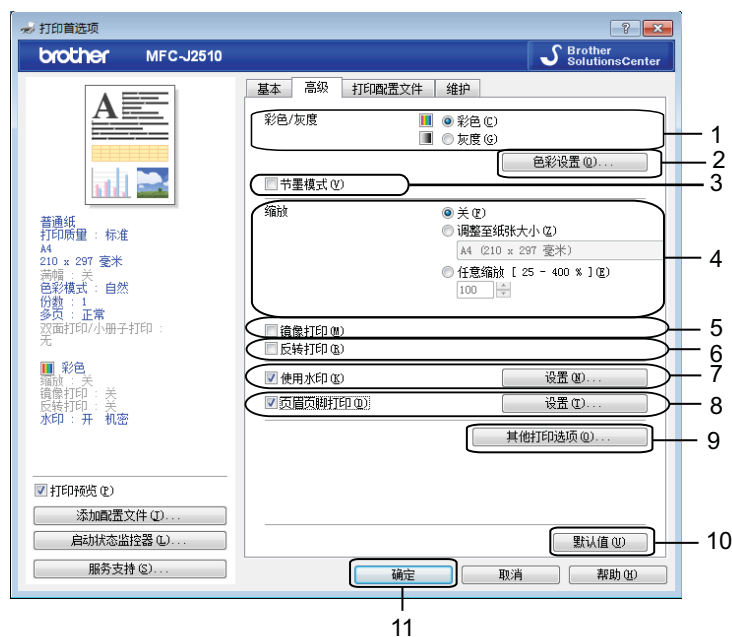 打印首选项
brother MFC-J2510
Brother
SolutionsCenter
基本 高级 打印配置文件 维护
彩色/灰度
彩色(C)
灰度(G)
1
色彩设置(O)...
2
节墨模式(V)
3
缩放
关(F)
调整至纸张大小(Z)
A4 (210 x 297 毫米)
任意缩放 [ 25 - 400 % ](E)
100
4
镜像打印(M)
5
反转打印(R)
6
使用水印(K)
设置(N)...
7
页眉页脚打印(D)
设置(T)...
8
其他打印选项(Q)...
9
默认值(U)
10
普通纸
打印质量 : 标准
A4
210 x 297 毫米
满幅 : 关
色彩模式 : 自然
份数 : 1
多页 : 正常
双面打印/小册子打印 :
无
彩色
缩放 : 关
镜像打印 : 关
反转打印 : 关
水印 : 开 机密
打印预览(P)
添加配置文件(J)...
启动状态监控器(L)...
服务支持(S)...
确定 取消 帮助(H)
11